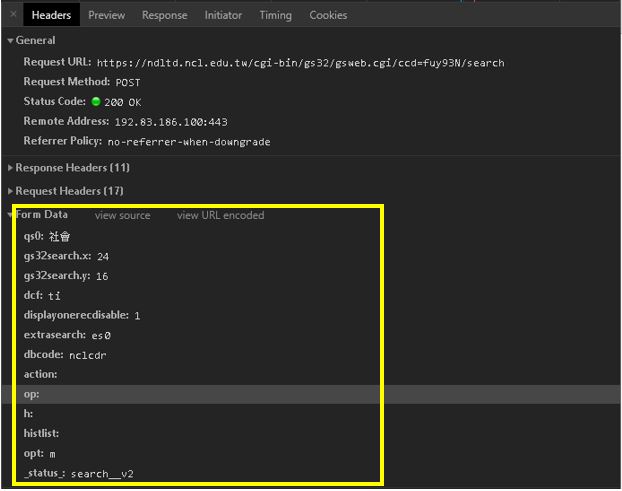 × Headers Preview Response Initiator Timing Cookies
▼General
Request URL: https://ndltd.ncl.edu.tw/cgi-bin/gs32/gsweb.cgi/ccd=fuy93N/search
Request Method: POST
Status Code: 200 OK
Remote Address: 192.83.186.100:443
Referrer Policy: no-referrer-when-downgrade
▶Response Headers (11)
▶Request Headers (17)
▼Form Data view source view URL encoded
qs0: 社會
gs32search.x: 24
gs32search.y: 16
dcf: ti
displayonerecdisable: 1
extrasearch: es0
dbcode: nclcdr
action:
op:
h:
histlist:
opt: m
_status_: search__v2